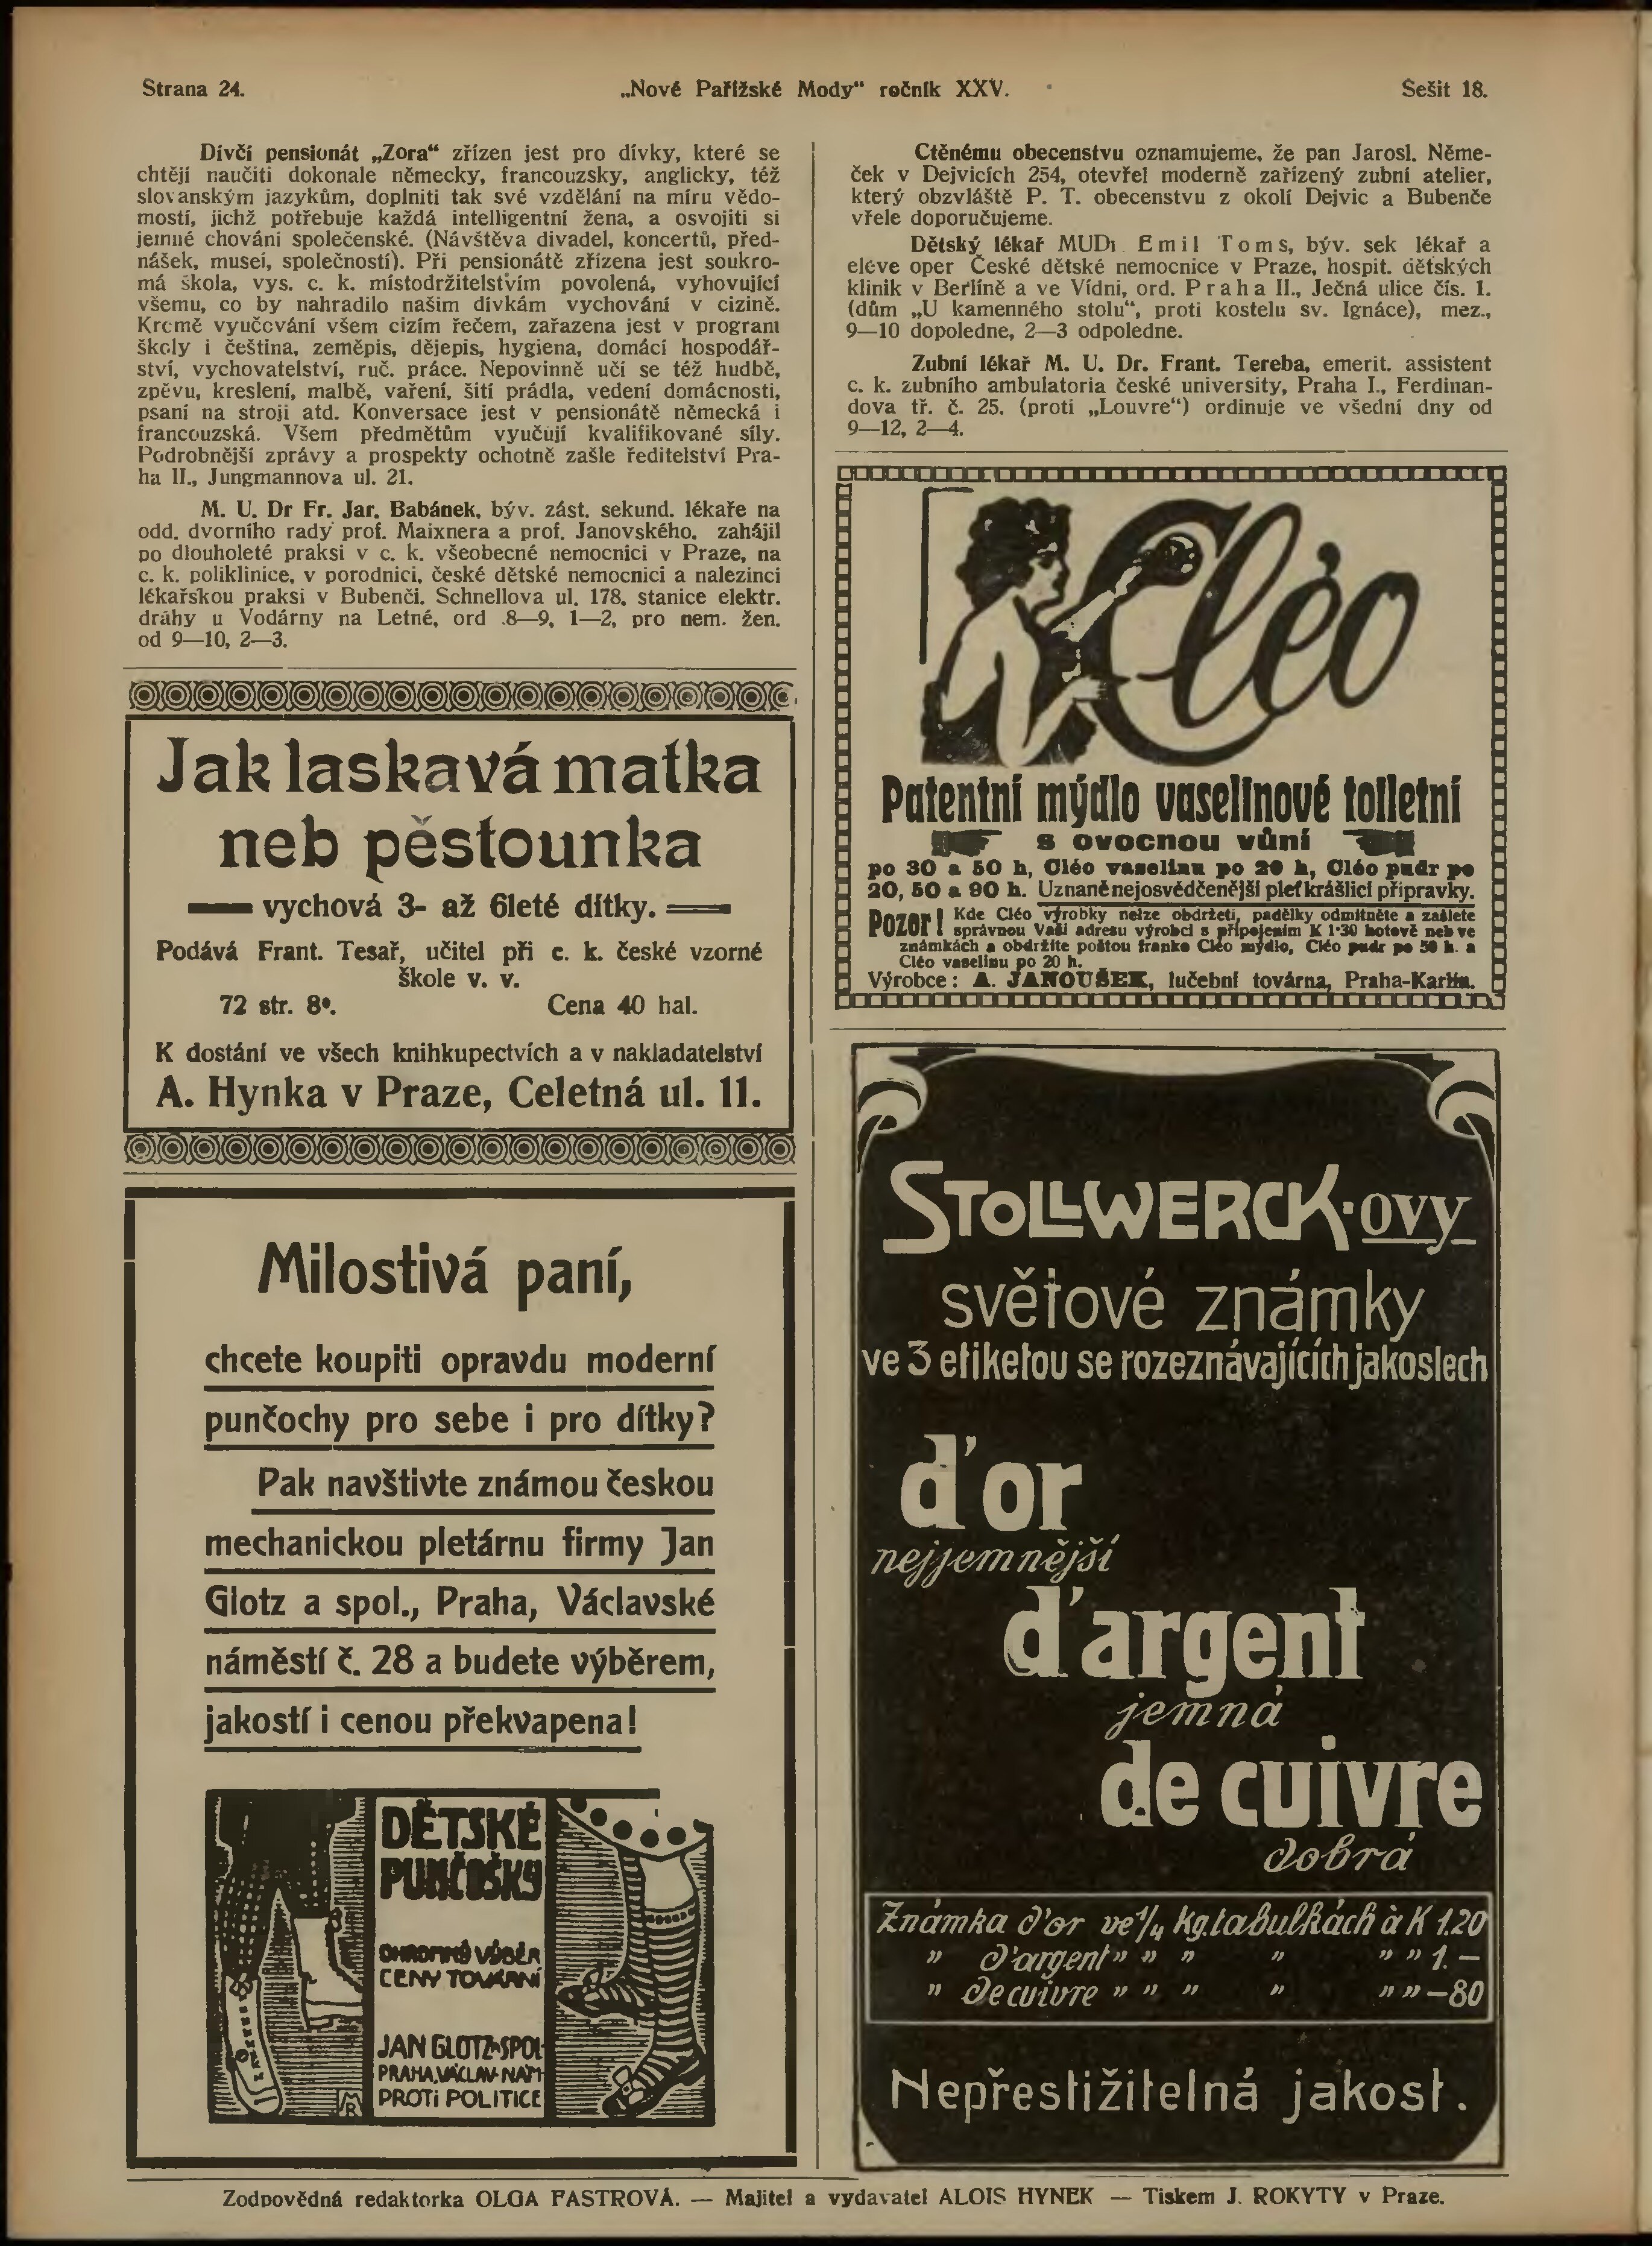 Strana 24.
„Nové Pařížské Mody“ ročník XXV.
Sešit 18.
Dívčí pensionát „Zora“ zřízen jest pro dívky, které se
chtějí naučiti dokonale německy, francouzsky, anglicky, též
slovanským jazykům, doplniti tak své vzdělání na míru vědo-
mostí, jichž potřebuje každá intelligentní žena, a osvojiti si
jemné chování společenské. (Návštěva divadel, koncertů, před-
nášek, museí, společností). Při pensionátě zřízena jest soukro-
má škola, vys. c. k. místodržitelstvím povolená, vyhovující
všemu, co by nahradilo našim dívkám vychování v cizině.
Kromě vyučování všem cizím řečem, zařazena jest v program
školy i čeština, zeměpis, dějepis, hygiena, domácí hospodář-
ství, vychovatelství, ruč. práce. Nepovinně učí se též hudbě,
zpěvu, kreslení, malbě, vaření, šití prádla, vedení domácnosti,
psaní na stroji atd. Konversace jest v pensionátě německá i
francouzská. Všem předmětům vyučují kvalifikované síly.
Podrobnější zprávy a prospekty ochotně zašle ředitelství Pra-
ha II., Jungmannova ul. 21.
M. U. Dr Fr. Jar. Babánek, býv. zást. sekund. lékaře na
odd. dvorního rady prof. Maixnera a prof. Janovského, zahájil
po dlouholeté praksi v c. k. všeobecné nemocnici v Praze, na
c. k. poliklinice, v porodnici, české dětské nemocnici a nalezinci
lékařskou praksi v Bubenči. Schnellova ul. 178, stanice elektr.
dráhy u Vodárny na Letné, ord .8—9, 1—2, pro nem. žen.
od 9—10, 2—3.
Jak laskavá matka
neb pěstounka
vychová 3- až 6leté dítky.
Podává Frant. Tesař, učitel při c. k. české vzorné
škole v. v.
72 str. 8°. Cena 40 hal.
K dostání ve všech knihkupectvích a v nakladatelství
A. Hynka v Praze, Celetná ul. 11.
Milostivá paní,
chcete koupiti opravdu moderní
punčochy pro sebe i pro dítky?
Pak navštivte známou českou
mechanickou pletárnu firmy Jan
Glotz a spol., Praha, Václavské
náměstí č. 28 a budete výběrem,
jakostí i cenou překvapena!
DĚTSKÉ
PUNČOŠKY
OHROMNÝ VÝBĚR
CENY TOVÁRNÍ
JAN GLOTZ A SPOL
PRAHA, VÁCLAV. NÁM
PROTI POLITICE
Ctěnému obecenstvu oznamujeme, že pan Jarosl. Něme-
ček v Dejvicích 254, otevřel moderně zařízený zubní atelier,
který obzvláště P. T. obecenstvu z okolí Dejvic a Bubenče
vřele doporučujeme.
Dětský lékař MUDr. Emil Toms, býv. sek lékař a
eléve oper České dětské nemocnice v Praze, hospit. dětských
klinik v Berlíně a ve Vídni, ord. Praha II., Ječná ulice čís. 1.
(dům „U kamenného stolu“, proti kostelu sv. Ignáce), mez.,
9—10 dopoledne, 2—3 odpoledne.
Zubní lékař M. U. Dr. Frant. Tereba, emerit. assistent
c. k. zubního ambulatoria české university, Praha I., Ferdinan-
dova tř. č. 25. (proti „Louvre“) ordinuje ve všední dny od
9—12, 2—4.
Cléo
Patentní mýdlo vaselinové toiletní
s ovocnou vůní
po 30 a 50 h, Cléo vaselinu po 20 h, Cléo pudr po
20, 50 a 90 h. Uznaně nejosvědčenější pleť krášlící přípravky.
Pozor! Kde Cléo výrobky nelze obdržeti, padělky odmítněte a zašlete
správnou Vaši adresu výrobci s připojením K 1·30 hotově neb ve
známkách a obdržíte poštou franko Cléo mýdlo, Cléo pudr po 50 h. a
Cléo vaselinu po 20 h.
Výrobce: A. JANOUŠEK, lučební továrna, Praha-Karlín.
STOLLWERCK-ovy
světové známky
ve 3 etiketou se rozeznávajících jakostech
d'or
nejjemnější
d'argent
jemná
de cuivre
dobrá
Známka d'or ve 1/4 kg. tabulkách à K 1.20
„ d'argent „ „ „ „ „ „ 1.—
„ de cuivre „ „ „ „ „ „ —80
Nepřestižitelná jakost.
Zodpovědná redaktorka OLGA FASTROVÁ. — Majitel a vydavatel ALOIS HYNEK — Tiskem J. ROKYTY v Praze.